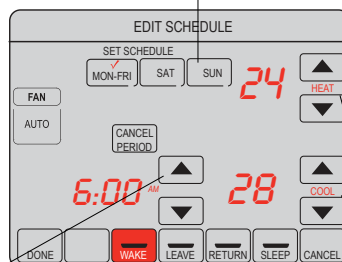 EDIT SCHEDULE
SET SCHEDULE
MON-FRI SAT SUN
24
HEAT
FAN
AUTO
CANCEL
PERIOD
6:00 AM
28
COOL
DONE WAKE LEAVE RETURN SLEEP CANCEL